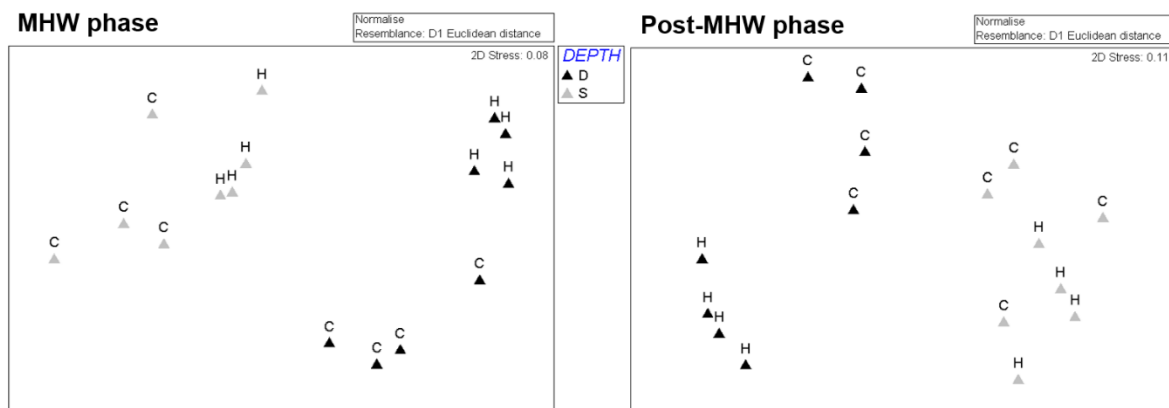 MHW phase
Normalise
Resemblance: D1 Euclidean distance
2D Stress: 0.08
H
C
H
H H
C
C
C
H
H
H
H
C
C
C
C
DEPTH
D
S
Post-MHW phase
Normalise
Resemblance: D1 Euclidean distance
2D Stress: 0.11
C
C
C
C
C
C
C
H
H
H
H
H
H
C
H
H